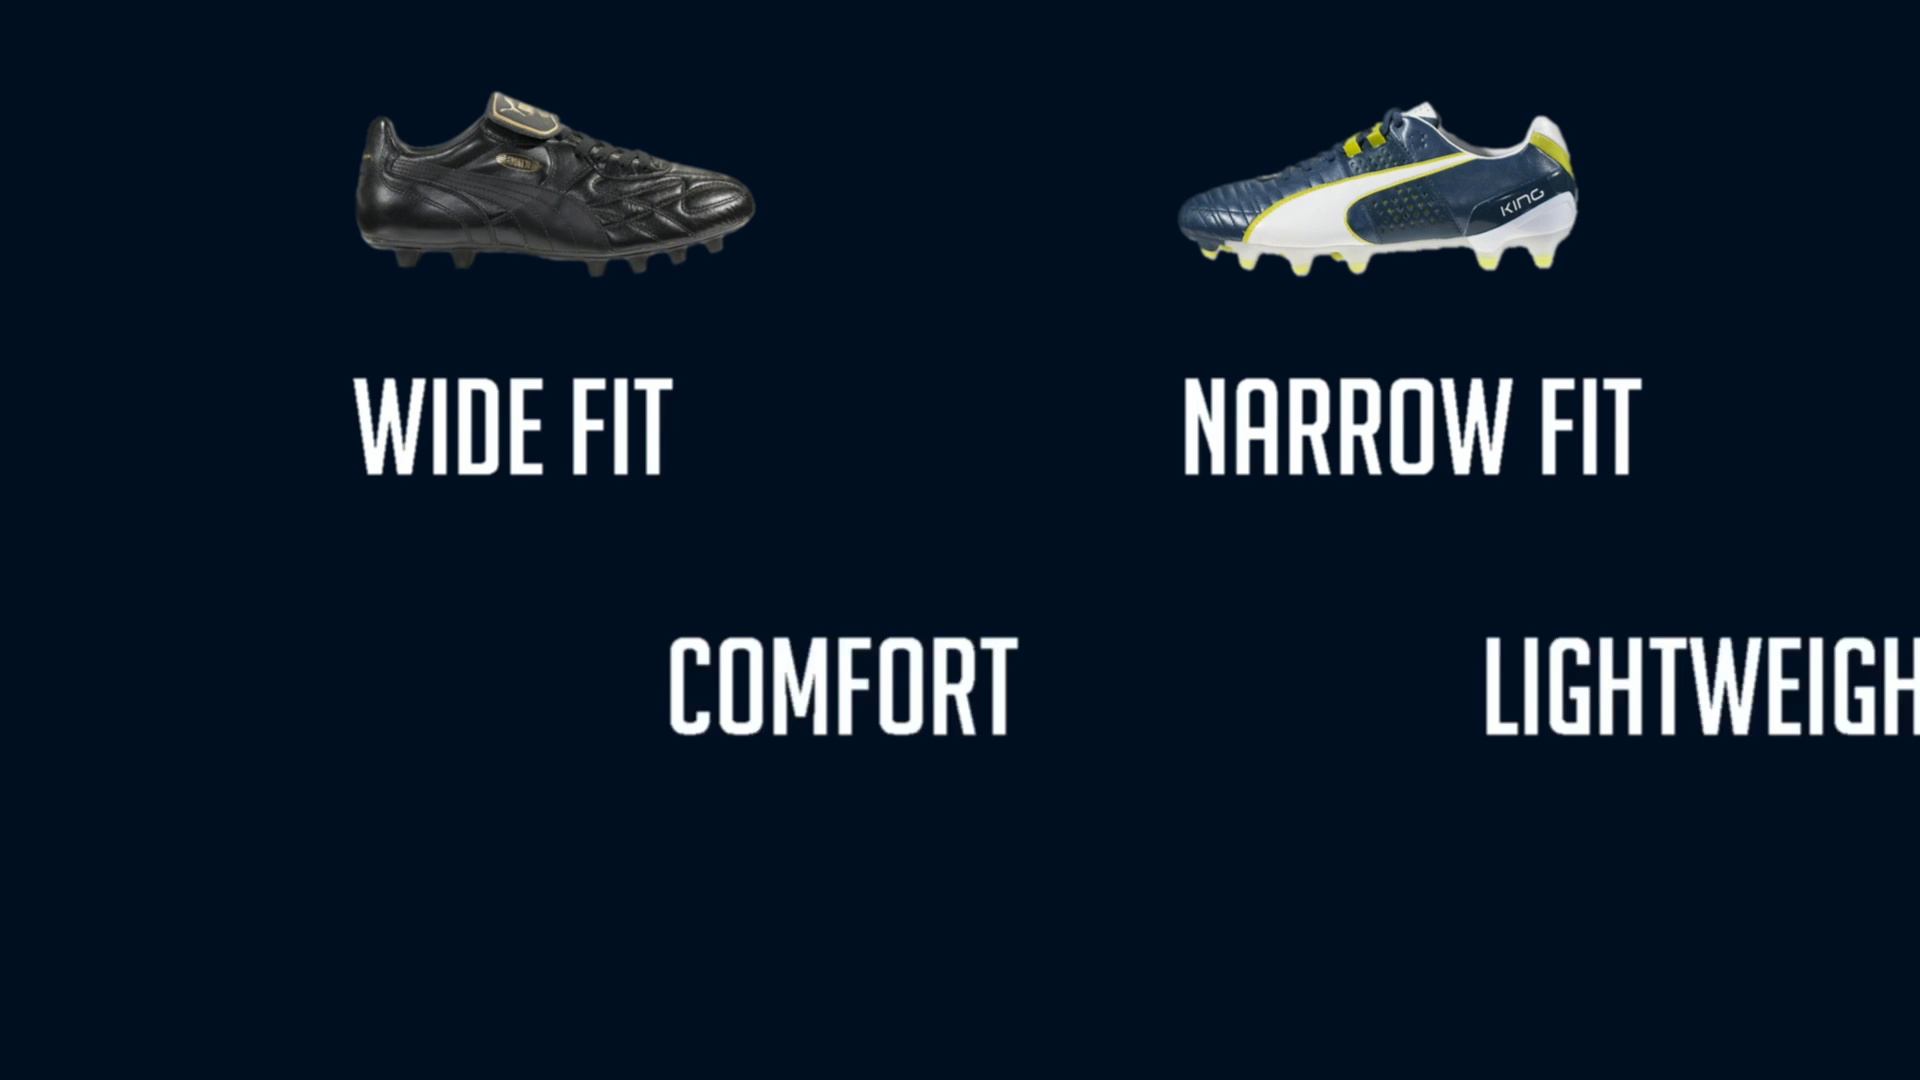 KING
WIDE FIT
NARROW FIT
COMFORT
LIGHTWEIGH